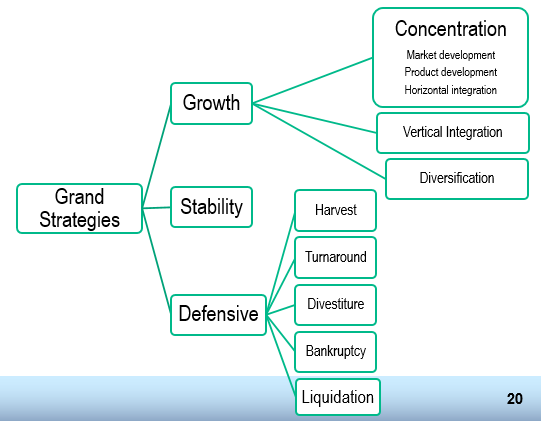 Grand
Strategies
Growth
Concentration
Market development
Product development
Horizontal integration
Vertical Integration
Diversification
Stability
Defensive
Harvest
Turnaround
Divestiture
Bankruptcy
Liquidation
20